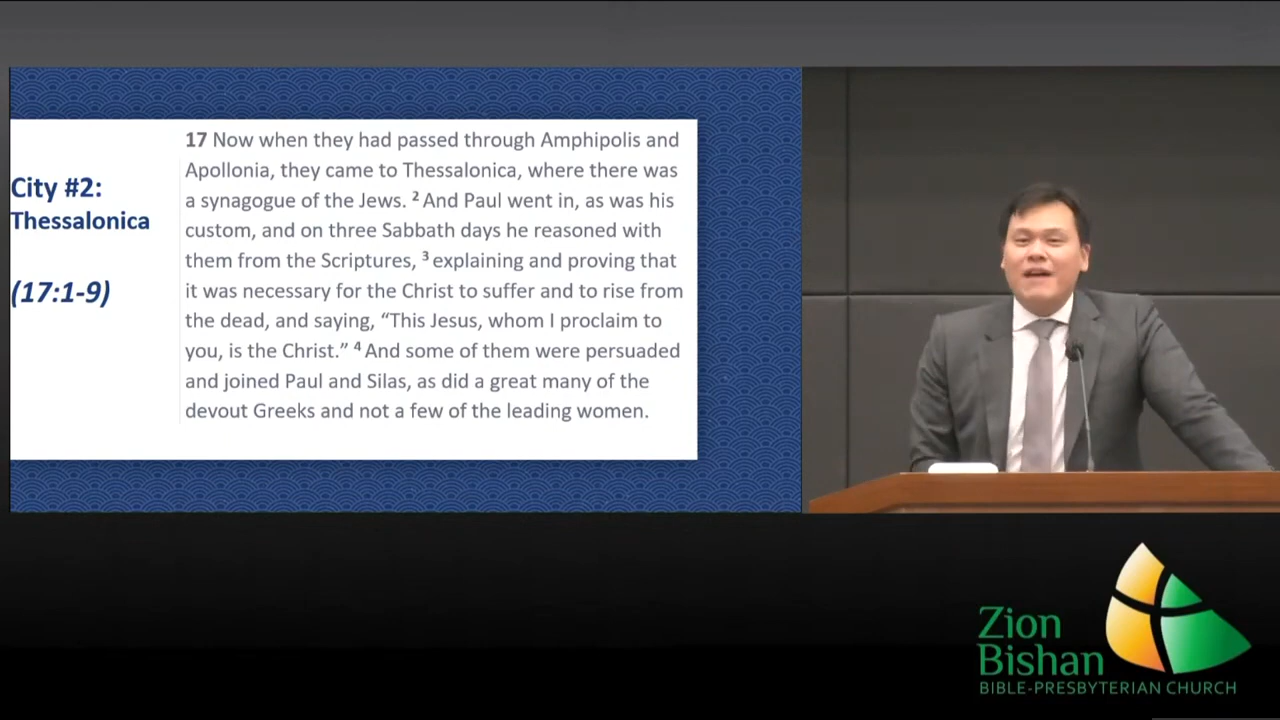 City #2:
Thessalonica
(17:1-9)
17 Now when they had passed through Amphipolis and
Apollonia, they came to Thessalonica, where there was
a synagogue of the Jews. 2 And Paul went in, as was his
custom, and on three Sabbath days he reasoned with
them from the Scriptures, 3 explaining and proving that
it was necessary for the Christ to suffer and to rise from
the dead, and saying, “This Jesus, whom I proclaim to
you, is the Christ.” 4 And some of them were persuaded
and joined Paul and Silas, as did a great many of the
devout Greeks and not a few of the leading women.
Zion
Bishan
BIBLE-PRESBYTERIAN CHURCH